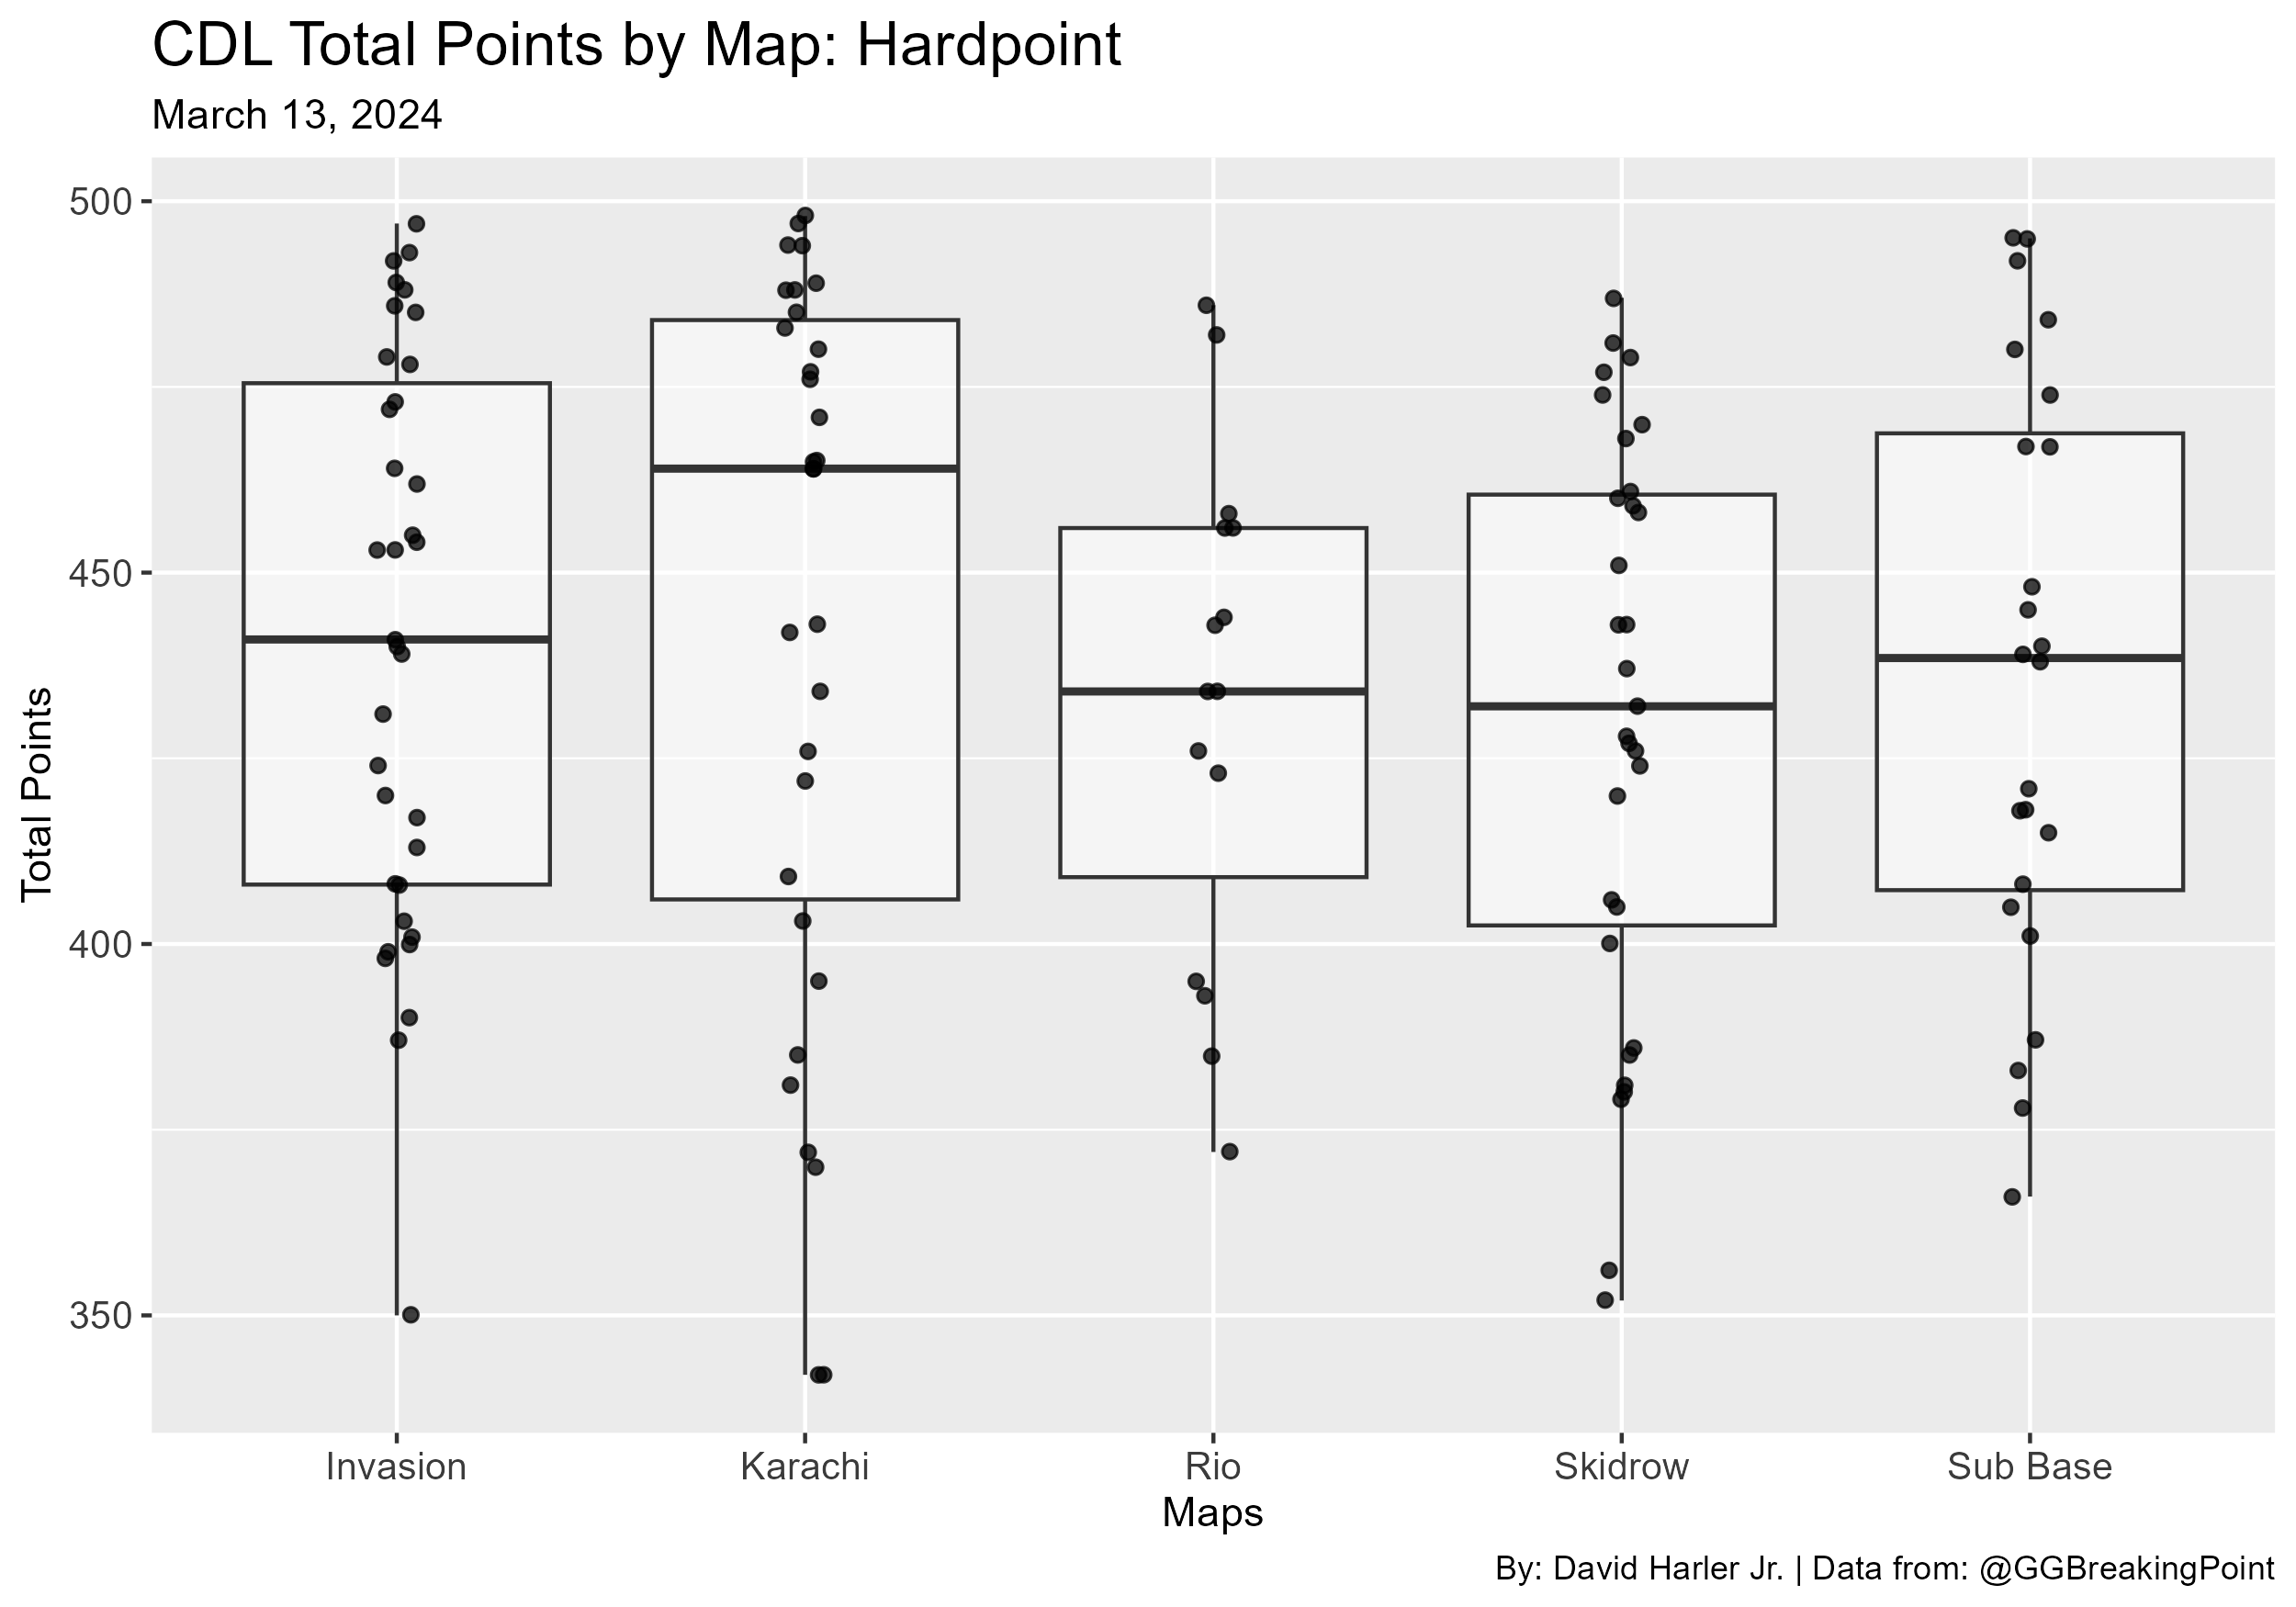 CDL Total Points by Map: Hardpoint
March 13, 2024
Total Points
500
450
400
350
Invasion Karachi Rio Skidrow Sub Base
Maps
By: David Harler Jr. | Data from: @GGBreakingPoint